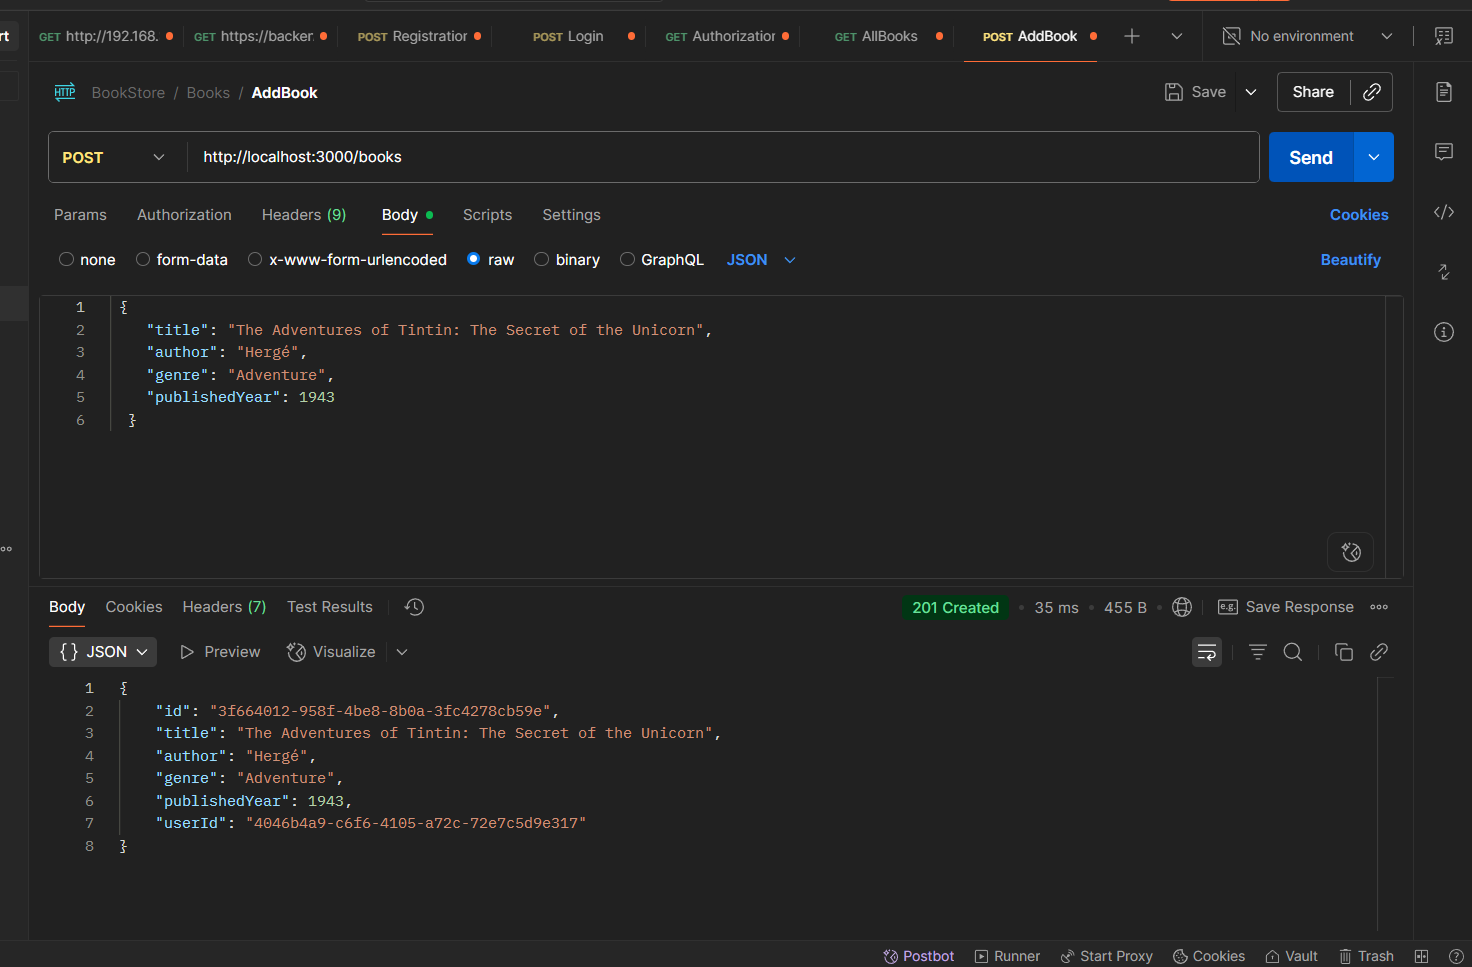 rt
GET http://192.168.
GET https://backer
POST Registration
POST Login
GET Authorization
GET AllBooks
POST AddBook
No environment
HTTP BookStore / Books / AddBook
Save
Share
POST
http://localhost:3000/books
Send
Params Authorization Headers (9) Body Scripts Settings
Cookies
none form-data x-www-form-urlencoded raw binary GraphQL JSON
Beautify
1 {
2 "title": "The Adventures of Tintin: The Secret of the Unicorn",
3 "author": "Hergé",
4 "genre": "Adventure",
5 "publishedYear": 1943
6 }
Body Cookies Headers (7) Test Results
201 Created 35 ms 455 B
e.g. Save Response
{} JSON Preview Visualize
1 {
2 "id": "3f664012-958f-4be8-8b0a-3fc4278cb59e",
3 "title": "The Adventures of Tintin: The Secret of the Unicorn",
4 "author": "Hergé",
5 "genre": "Adventure",
6 "publishedYear": 1943,
7 "userId": "4046b4a9-c6f6-4105-a72c-72e7c5d9e317"
8 }
Postbot Runner Start Proxy Cookies Vault Trash